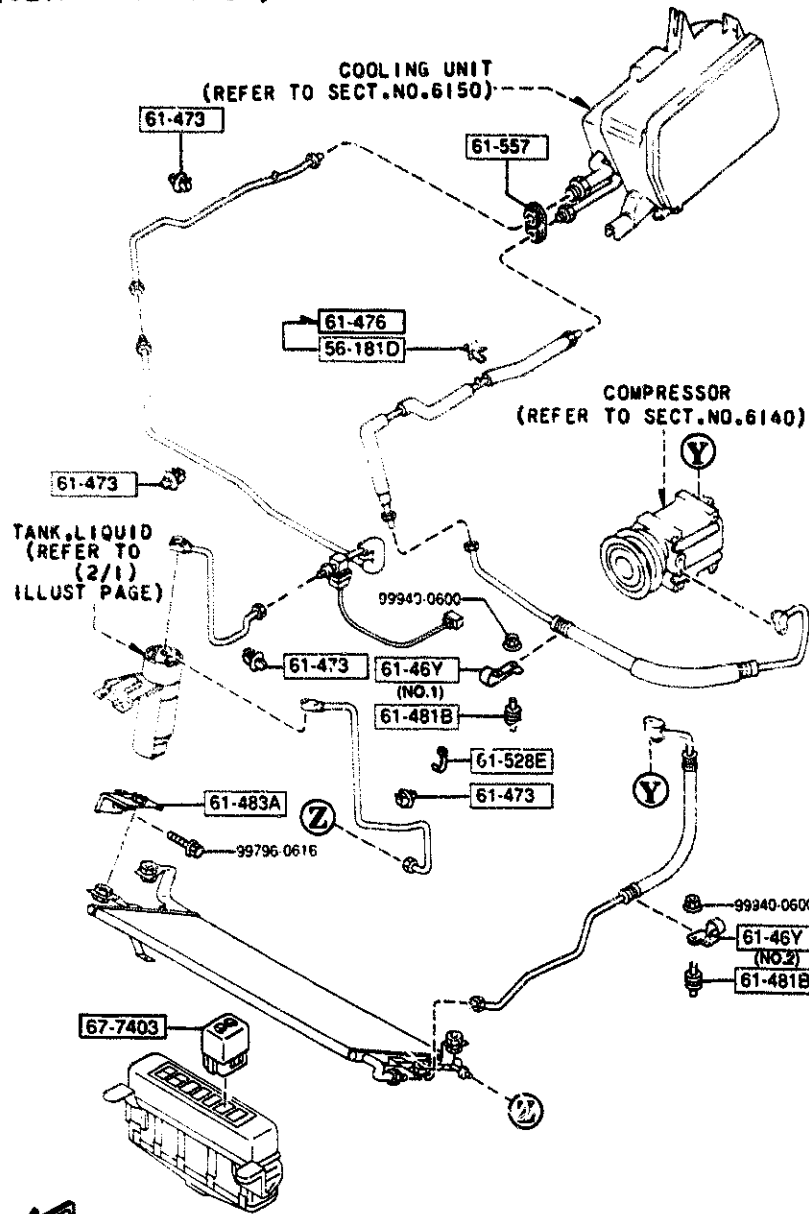 COOLING UNIT
(REFER TO SECT.NO.6150)
61-473
61-557
61-476
56-181D
COMPRESSOR
(REFER TO SECT.NO.6140)
Y
61-473
TANK,LIQUID
(REFER TO
(2/1)
ILLUST PAGE)
99940-0600
61-473
61-46Y
(NO.1)
61-481B
61-528E
Y
61-483A
61-473
Z
99796-0616
99940-0600
61-46Y
(NO.2)
61-481B
67-7403
Z